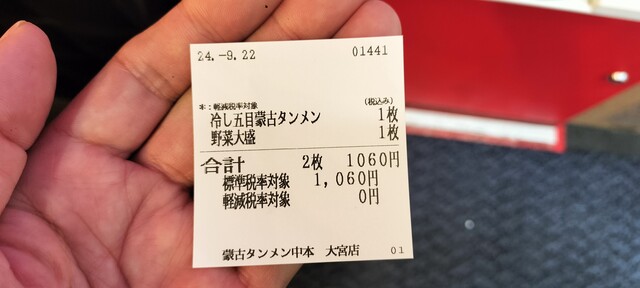 24.-9.22 01441
*:軽減税率対象 (税込み)
冷し五目蒙古タンメン 1枚
野菜大盛 1枚
合計 2枚 1060円
標準税率対象 1,060円
軽減税率対象 0円
蒙古タンメン中本 大宮店 01